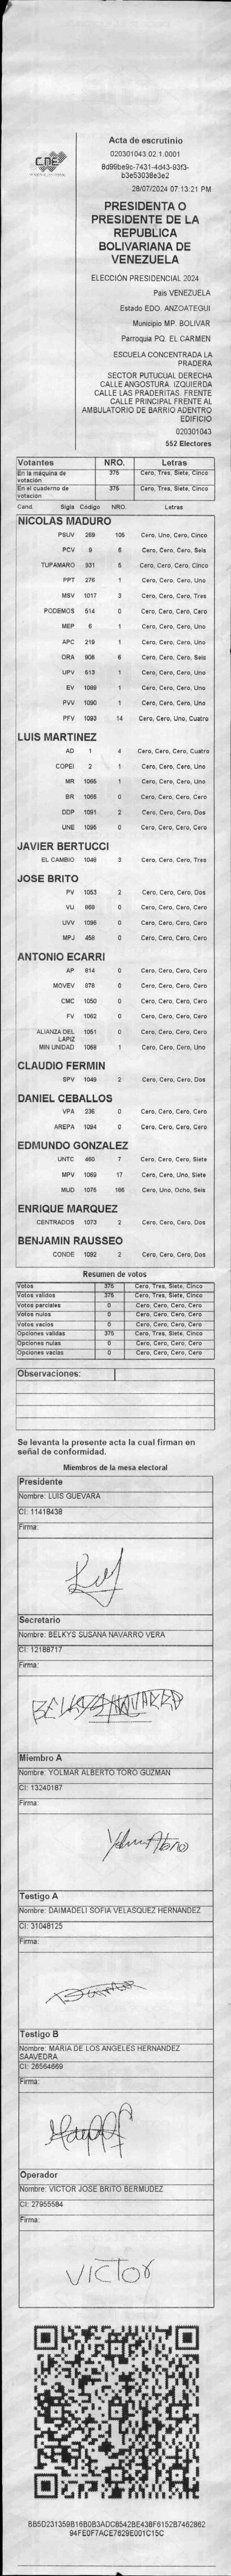 CNE
Acta de escrutinio
020301043.02.1.0001
8d99be9c-7431-4d43-93f3-
b3e53038e3e2
28/07/2024 07:13:21 PM
PRESIDENTA O
PRESIDENTE DE LA
REPUBLICA
BOLIVARIANA DE
VENEZUELA
ELECCIÓN PRESIDENCIAL 2024
Pais VENEZUELA
Estado EDO. ANZOATEGUI
Municipio MP. BOLIVAR
Parroquia PQ. EL CARMEN
ESCUELA CONCENTRADA LA
PRADERA
SECTOR PUTUCUAL DERECHA
CALLE ANGOSTURA. IZQUIERDA
CALLE LAS PRADERITAS. FRENTE
CALLE PRINCIPAL FRENTE AL
AMBULATORIO DE BARRIO ADENTRO
EDIFICIO
020301043
552 Electores
Votantes NRO. Letras
En la máquina de votación 375 Cero, Tres, Siete, Cinco
En el cuaderno de votación 375 Cero, Tres, Siete, Cinco
Cand. Sigla Código NRO. Letras
NICOLAS MADURO
PSUV 269 105 Cero, Uno, Cero, Cinco
PCV 9 6 Cero, Cero, Cero, Seis
TUPAMARO 931 5 Cero, Cero, Cero, Cinco
PPT 276 1 Cero, Cero, Cero, Uno
MSV 1017 3 Cero, Cero, Cero, Tres
PODEMOS 514 0 Cero, Cero, Cero, Cero
MEP 6 1 Cero, Cero, Cero, Uno
APC 219 1 Cero, Cero, Cero, Uno
ORA 906 6 Cero, Cero, Cero, Seis
UPV 513 1 Cero, Cero, Cero, Uno
EV 1089 1 Cero, Cero, Cero, Uno
PVV 1090 1 Cero, Cero, Cero, Uno
PFV 1093 14 Cero, Cero, Uno, Cuatro
LUIS MARTINEZ
AD 1 4 Cero, Cero, Cero, Cuatro
COPEI 2 1 Cero, Cero, Cero, Uno
MR 1065 1 Cero, Cero, Cero, Uno
BR 1066 0 Cero, Cero, Cero, Cero
DDP 1091 2 Cero, Cero, Cero, Dos
UNE 1095 0 Cero, Cero, Cero, Cero
JAVIER BERTUCCI
EL CAMBIO 1046 3 Cero, Cero, Cero, Tres
JOSE BRITO
PV 1053 2 Cero, Cero, Cero, Dos
VU 969 0 Cero, Cero, Cero, Cero
UVV 1096 0 Cero, Cero, Cero, Cero
MPJ 458 0 Cero, Cero, Cero, Cero
ANTONIO ECARRI
AP 814 0 Cero, Cero, Cero, Cero
MOVEV 878 0 Cero, Cero, Cero, Cero
CMC 1050 0 Cero, Cero, Cero, Cero
FV 1062 0 Cero, Cero, Cero, Cero
ALIANZA DEL LAPIZ 1051 0 Cero, Cero, Cero, Cero
MIN UNIDAD 1068 1 Cero, Cero, Cero, Uno
CLAUDIO FERMIN
SPV 1049 2 Cero, Cero, Cero, Dos
DANIEL CEBALLOS
VPA 236 0 Cero, Cero, Cero, Cero
AREPA 1094 0 Cero, Cero, Cero, Cero
EDMUNDO GONZALEZ
UNTC 460 7 Cero, Cero, Cero, Siete
MPV 1069 17 Cero, Cero, Uno, Siete
MUD 1075 186 Cero, Uno, Ocho, Seis
ENRIQUE MARQUEZ
CENTRADOS 1073 2 Cero, Cero, Cero, Dos
BENJAMIN RAUSSEO
CONDE 1092 2 Cero, Cero, Cero, Dos
Resumen de votos
Votos 375 Cero, Tres, Siete, Cinco
Votos validos 375 Cero, Tres, Siete, Cinco
Votos parciales 0 Cero, Cero, Cero, Cero
Votos nulos 0 Cero, Cero, Cero, Cero
Votos vacios 0 Cero, Cero, Cero, Cero
Opciones validas 375 Cero, Tres, Siete, Cinco
Opciones nulas 0 Cero, Cero, Cero, Cero
Opciones vacias 0 Cero, Cero, Cero, Cero
Observaciones:
Se levanta la presente acta la cual firman en
señal de conformidad.
Miembros de la mesa electoral
Presidente
Nombre: LUIS GUEVARA
CI: 11418438
Firma:
Secretario
Nombre: BELKYS SUSANA NAVARRO VERA
CI: 12188717
Firma:
BELKYS NAVARRO
Miembro A
Nombre: YOLMAR ALBERTO TORO GUZMAN
CI: 13240187
Firma:
Testigo A
Nombre: DAIMADELI SOFIA VELASQUEZ HERNANDEZ
CI: 31048125
Firma:
Testigo B
Nombre: MARIA DE LOS ANGELES HERNANDEZ
SAAVEDRA
CI: 26564669
Firma:
Operador
Nombre: VICTOR JOSE BRITO BERMUDEZ
CI: 27955584
Firma:
VICTOR
BB5D231359B16B0B3ADC8542BE438F6152B7462862
94FE0F7ACE7829E001C15C